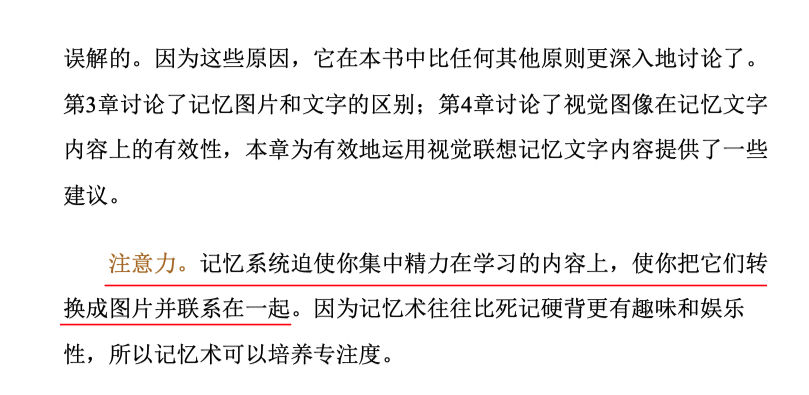 误解的。因为这些原因，它在本书中比任何其他原则更深入地讨论了。
第3章讨论了记忆图片和文字的区别；第4章讨论了视觉图像在记忆文字
内容上的有效性，本章为有效地运用视觉联想记忆文字内容提供了一些
建议。
注意力。记忆系统迫使你集中精力在学习的内容上，使你把它们转
换成图片并联系在一起。因为记忆术往往比死记硬背更有趣味和娱乐
性，所以记忆术可以培养专注度。